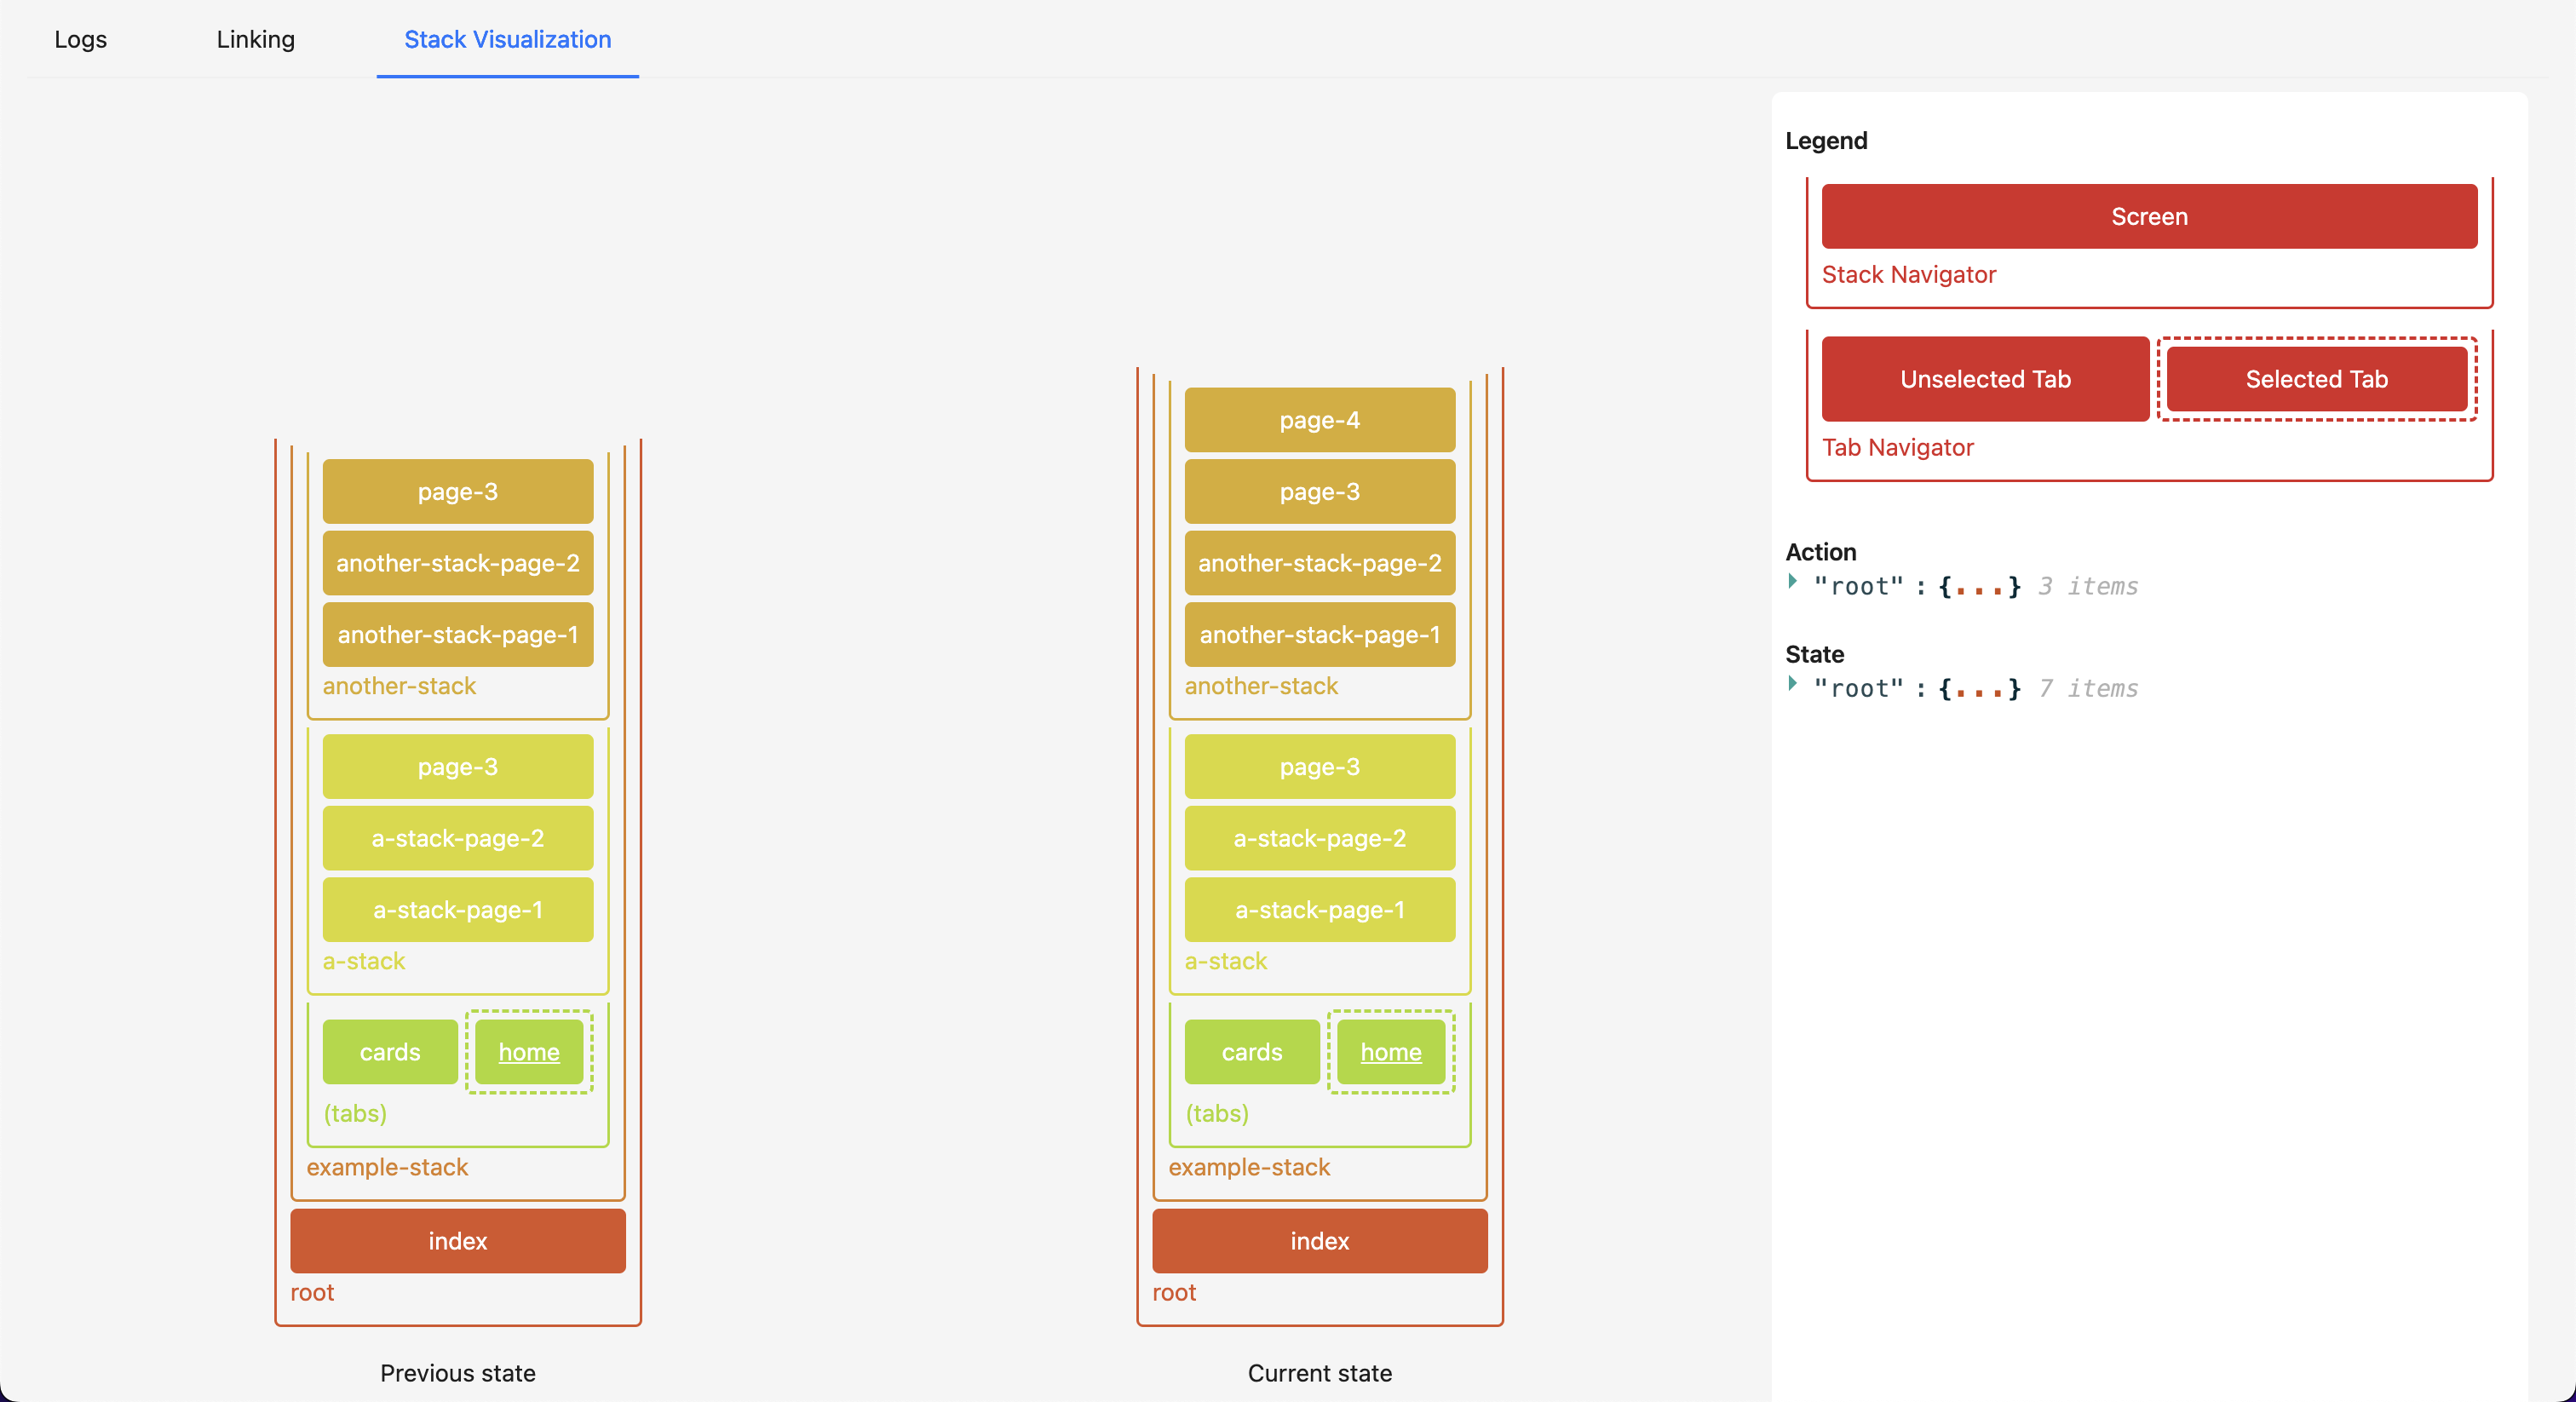 Logs
Linking
Stack Visualization
page-3
another-stack-page-2
another-stack-page-1
another-stack
page-3
a-stack-page-2
a-stack-page-1
a-stack
cards
home
(tabs)
example-stack
index
root
Previous state
page-4
page-3
another-stack-page-2
another-stack-page-1
another-stack
page-3
a-stack-page-2
a-stack-page-1
a-stack
cards
home
(tabs)
example-stack
index
root
Current state
Legend
Screen
Stack Navigator
Unselected Tab
Selected Tab
Tab Navigator
Action
"root" : {...} 3 items
State
"root" : {...} 7 items